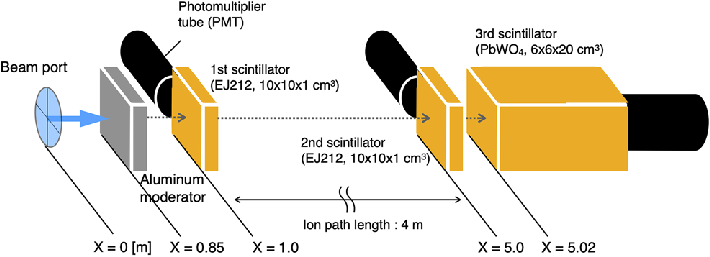 Photomultiplier
tube (PMT)
3rd scintillator
(PbWO₄, 6x6x20 cm³)
Beam port
1st scintillator
(EJ212, 10x10x1 cm³)
2nd scintillator
(EJ212, 10x10x1 cm³)
Aluminum
moderator
Ion path length : 4 m
X = 0 [m]
X = 0.85
X = 1.0
X = 5.0
X = 5.02